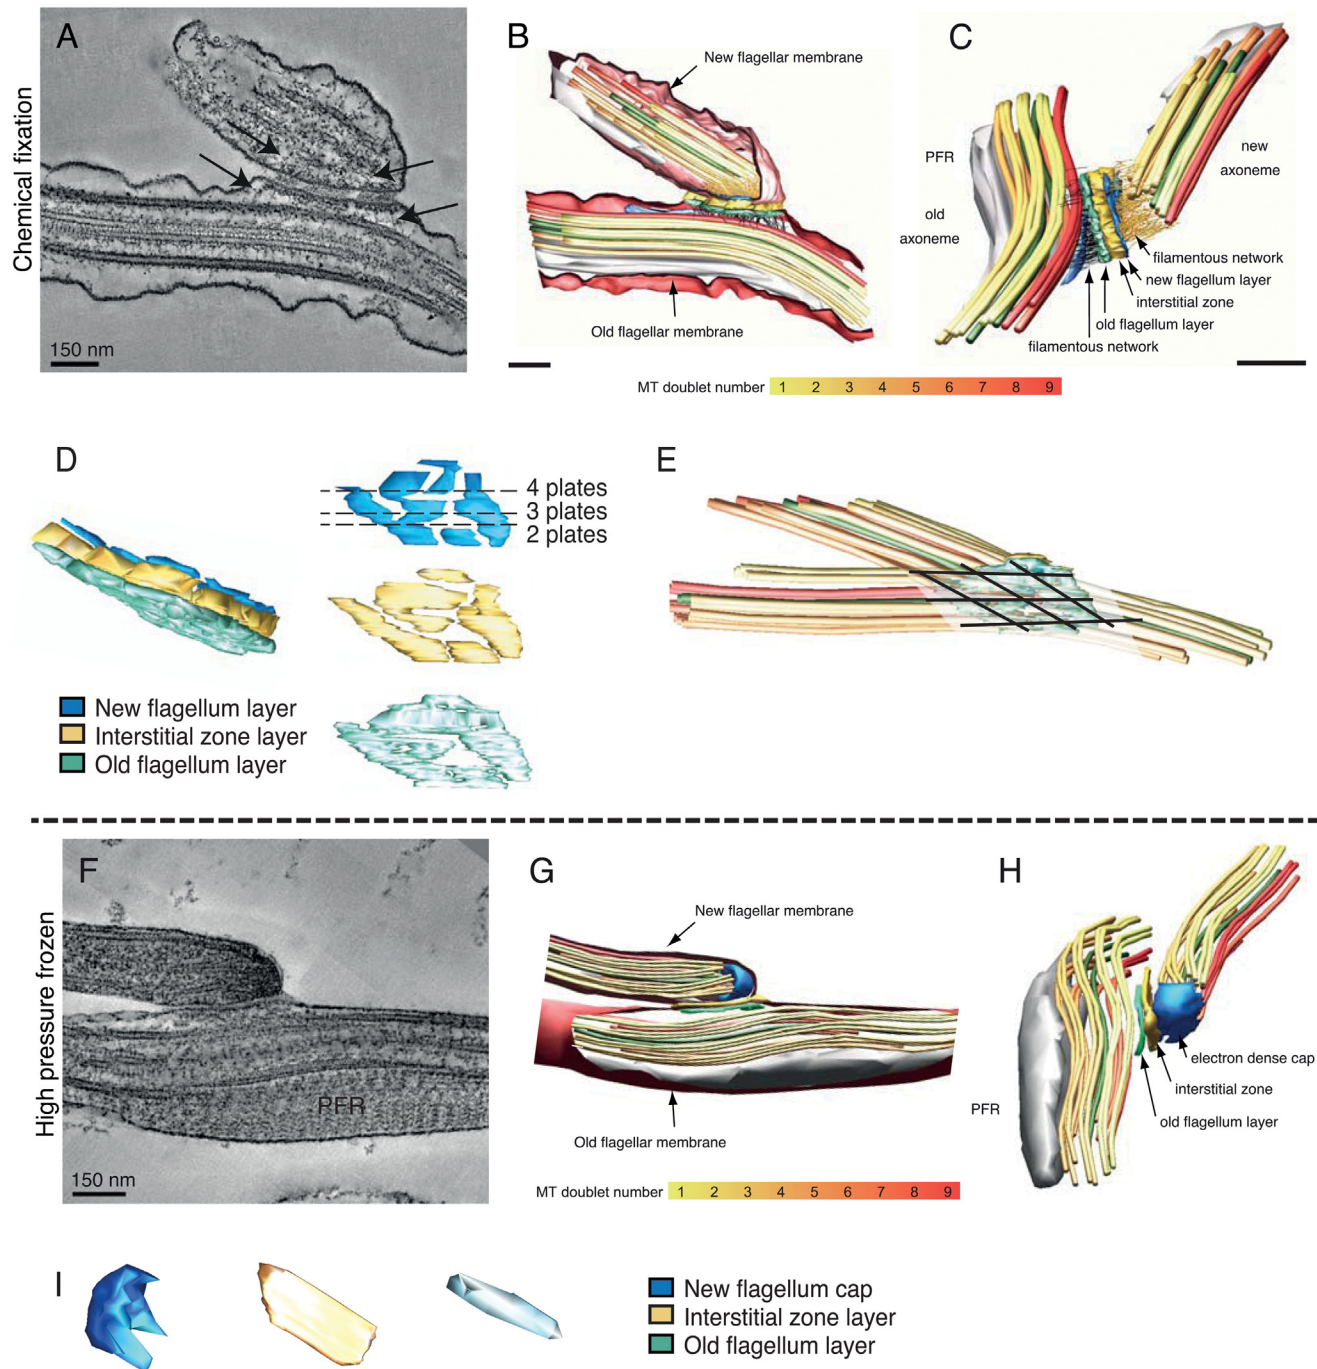 Chemical fixation
A
150 nm
B
New flagellar membrane
Old flagellar membrane
C
PFR
old
axoneme
new
axoneme
filamentous network
new flagellum layer
interstitial zone
old flagellum layer
filamentous network
MT doublet number 1 2 3 4 5 6 7 8 9
D
4 plates
3 plates
2 plates
New flagellum layer
Interstitial zone layer
Old flagellum layer
E
High pressure frozen
F
PFR
150 nm
G
New flagellar membrane
Old flagellar membrane
MT doublet number 1 2 3 4 5 6 7 8 9
H
PFR
electron dense cap
interstitial zone
old flagellum layer
I
New flagellum cap
Interstitial zone layer
Old flagellum layer